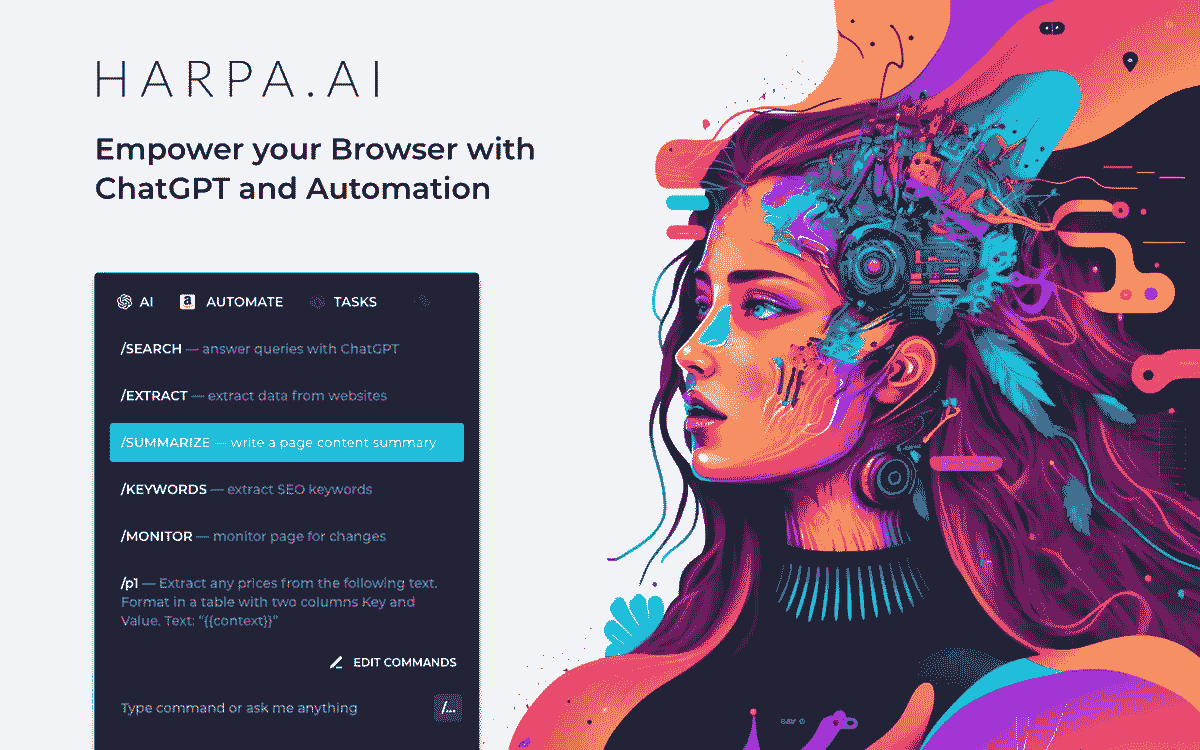 HARPA.AI
Empower your Browser with
ChatGPT and Automation
AI AUTOMATE TASKS
/SEARCH — answer queries with ChatGPT
/EXTRACT — extract data from websites
/SUMMARIZE — write a page content summary
/KEYWORDS — extract SEO keywords
/MONITOR — monitor page for changes
/p1 — Extract any prices from the following text.
Format in a table with two columns Key and
Value. Text: "{{context}}"
EDIT COMMANDS
Type command or ask me anything
/...